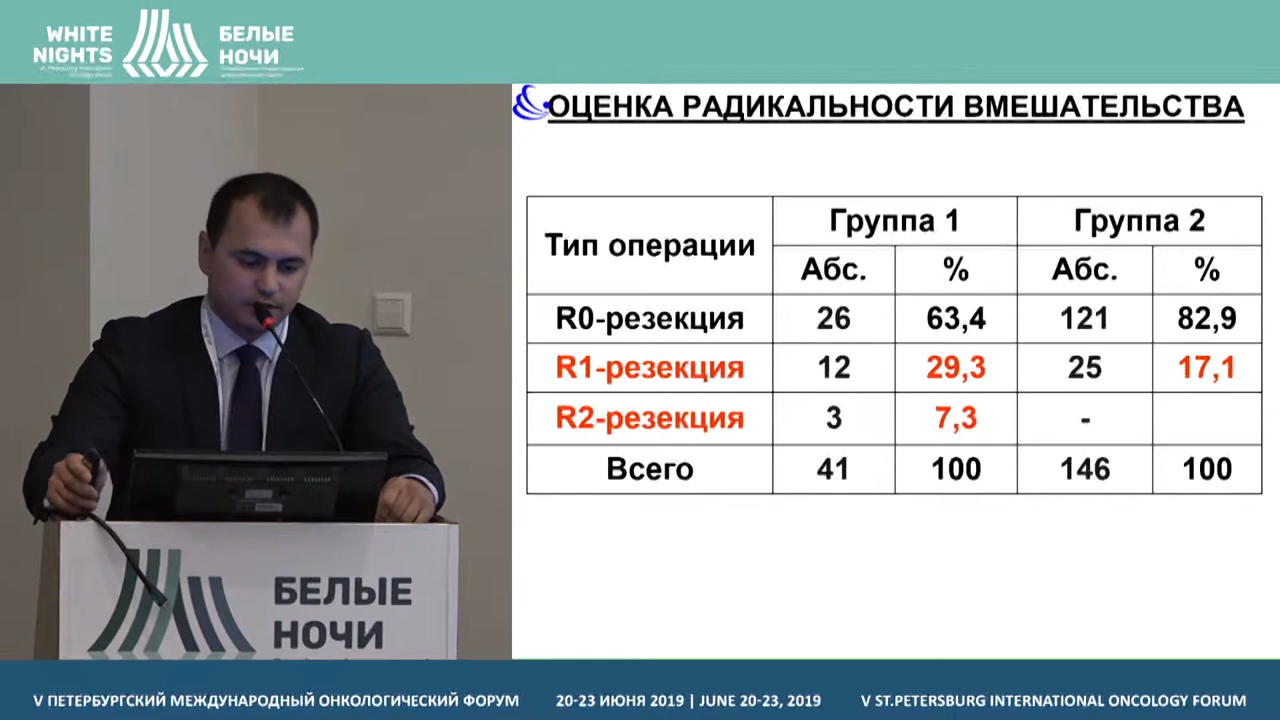 WHITE
NIGHTS
БЕЛЫЕ
НОЧИ
ОЦЕНКА РАДИКАЛЬНОСТИ ВМЕШАТЕЛЬСТВА
Тип операции Группа 1 Группа 2
Абс. % Абс. %
R0-резекция 26 63,4 121 82,9
R1-резекция 12 29,3 25 17,1
R2-резекция 3 7,3 -
Всего 41 100 146 100
БЕЛЫЕ
НОЧИ
V ПЕТЕРБУРГСКИЙ МЕЖДУНАРОДНЫЙ ОНКОЛОГИЧЕСКИЙ ФОРУМ 20-23 ИЮНЯ 2019 | JUNE 20-23, 2019 V ST.PETERSBURG INTERNATIONAL ONCOLOGY FORUM